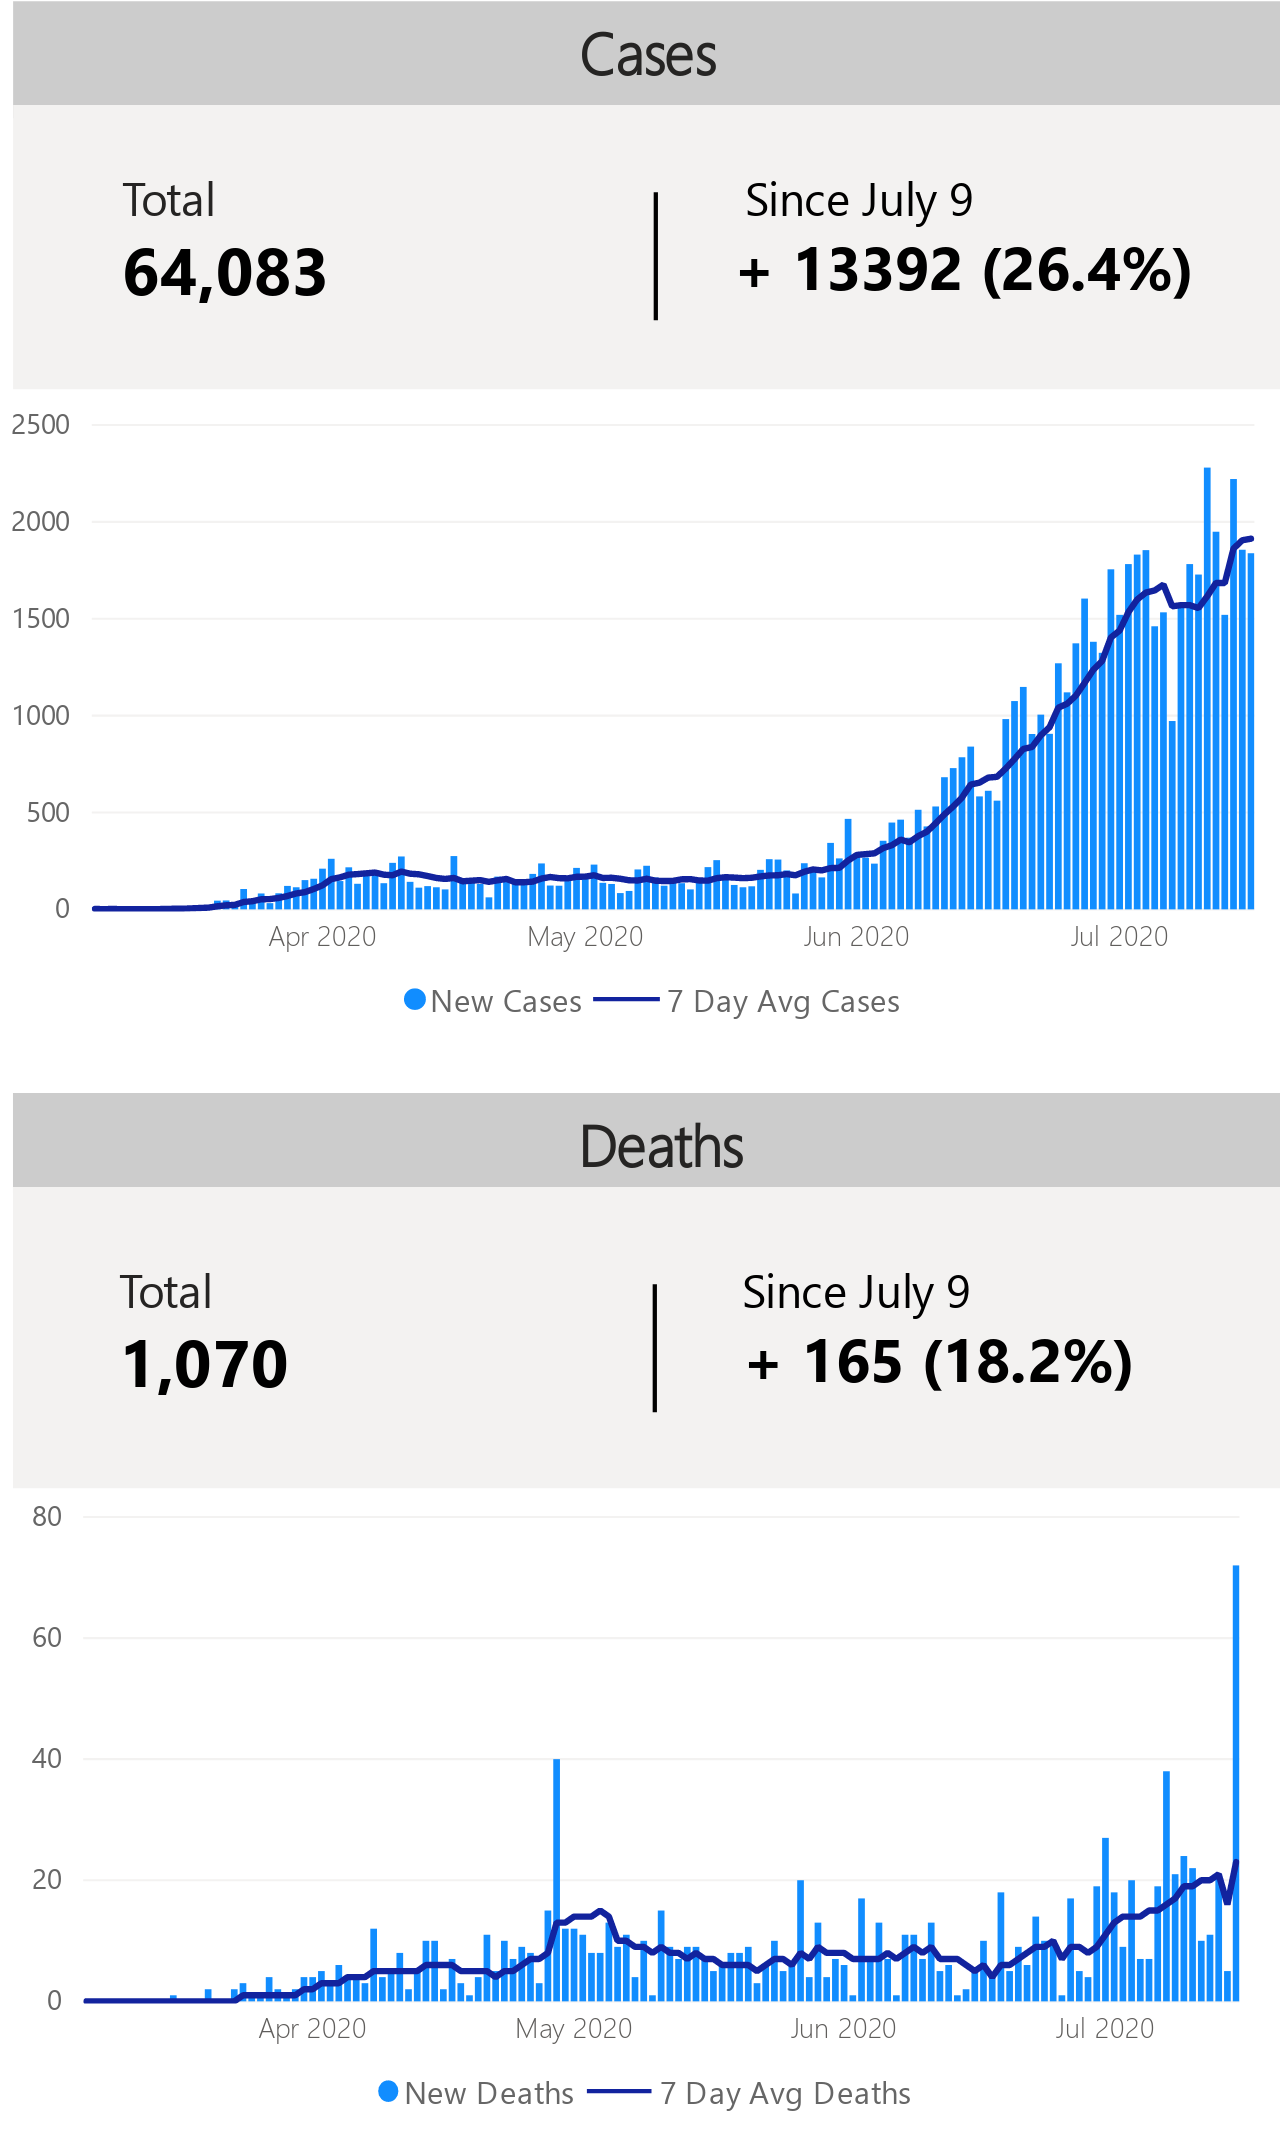 Cases
Total
Since July 9
64,083
+ 13392 (26.4%)
2500
2000
1500
1000
500
0
Apr 2020
May 2020
Jun 2020
Jul 2020
New Cases
7 Day Avg Cases
Deaths
Total
Since July 9
1,070
+ 165 (18.2%)
80
60
40
20
0
Apr 2020
May 2020
Jun 2020
Jul 2020
New Deaths
7 Day Avg Deaths